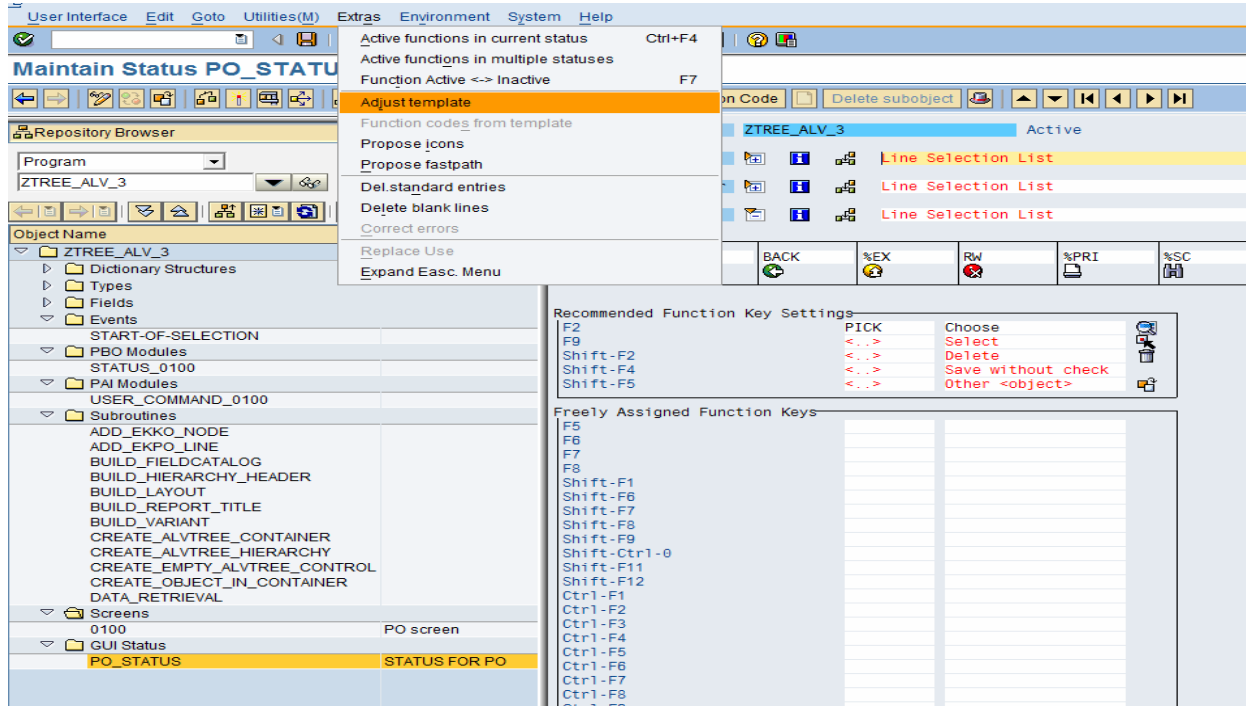 User Interface Edit Goto Utilities(M) Extras Environment System Help
Active functions in current status Ctrl+F4
Active functions in multiple statuses
Function Active <-> Inactive F7
Adjust template
Function codes from template
Propose icons
Propose fastpath
Del.standard entries
Delete blank lines
Correct errors
Replace Use
Expand Easc. Menu
Maintain Status PO_STATU
on Code Delete subobject
Repository Browser
Program
ZTREE_ALV_3
Object Name
ZTREE_ALV_3
Dictionary Structures
Types
Fields
Events
START-OF-SELECTION
PBO Modules
STATUS_0100
PAI Modules
USER_COMMAND_0100
Subroutines
ADD_EKKO_NODE
ADD_EKPO_LINE
BUILD_FIELDCATALOG
BUILD_HIERARCHY_HEADER
BUILD_LAYOUT
BUILD_REPORT_TITLE
BUILD_VARIANT
CREATE_ALVTREE_CONTAINER
CREATE_ALVTREE_HIERARCHY
CREATE_EMPTY_ALVTREE_CONTROL
CREATE_OBJECT_IN_CONTAINER
DATA_RETRIEVAL
Screens
0100 PO screen
GUI Status
PO_STATUS STATUS FOR PO
ZTREE_ALV_3 Active
Line Selection List
Line Selection List
Line Selection List
BACK %EX RW %PRI %SC
Recommended Function Key Settings
F2 PICK Choose
F9 <..> Select
Shift-F2 <..> Delete
Shift-F4 <..> Save without check
Shift-F5 <..> Other <object>
Freely Assigned Function Keys
F5
F6
F7
F8
Shift-F1
Shift-F6
Shift-F7
Shift-F8
Shift-F9
Shift-Ctrl-0
Shift-F11
Shift-F12
Ctrl-F1
Ctrl-F2
Ctrl-F3
Ctrl-F4
Ctrl-F5
Ctrl-F6
Ctrl-F7
Ctrl-F8